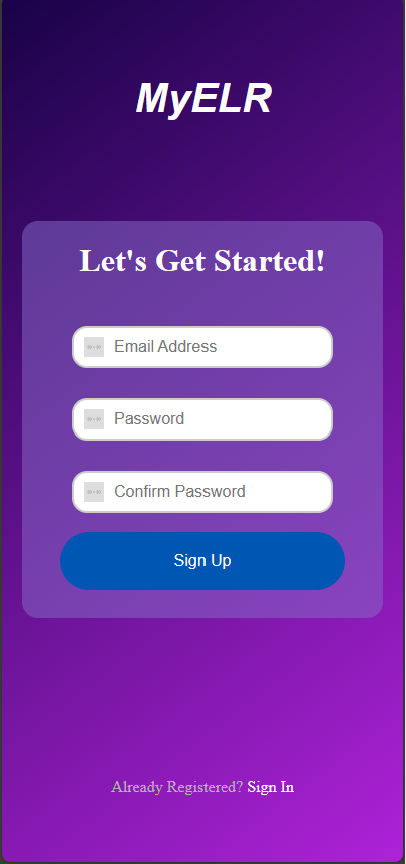 MyELR
Let's Get Started!
Email Address
Password
Confirm Password
Sign Up
Already Registered? Sign In